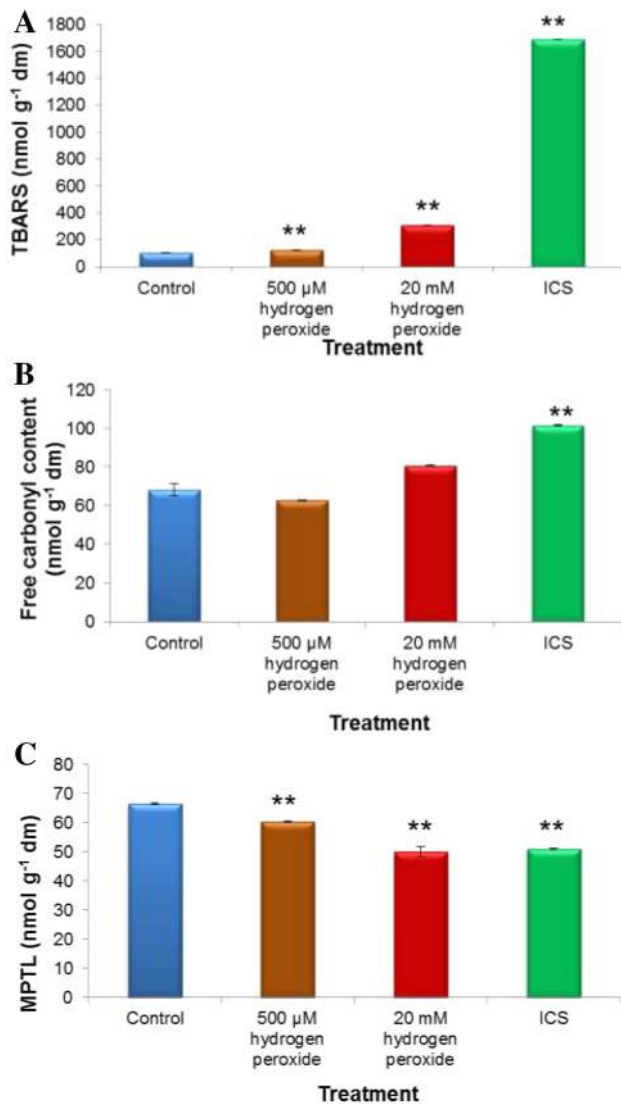 A
TBARS (nmol g⁻¹ dm)
1800
1600
1400
1200
1000
800
600
400
200
0
**
**
**
Control
500 µM
hydrogen
peroxide
20 mM
hydrogen
peroxide
ICS
Treatment
B
Free carbonyl content
(nmol g⁻¹ dm)
120
100
80
60
40
20
0
**
Control
500 µM
hydrogen
peroxide
20 mM
hydrogen
peroxide
ICS
Treatment
C
MPTL (nmol g⁻¹ dm)
80
70
60
50
40
30
20
10
0
**
**
**
Control
500 µM
hydrogen
peroxide
20 mM
hydrogen
peroxide
ICS
Treatment